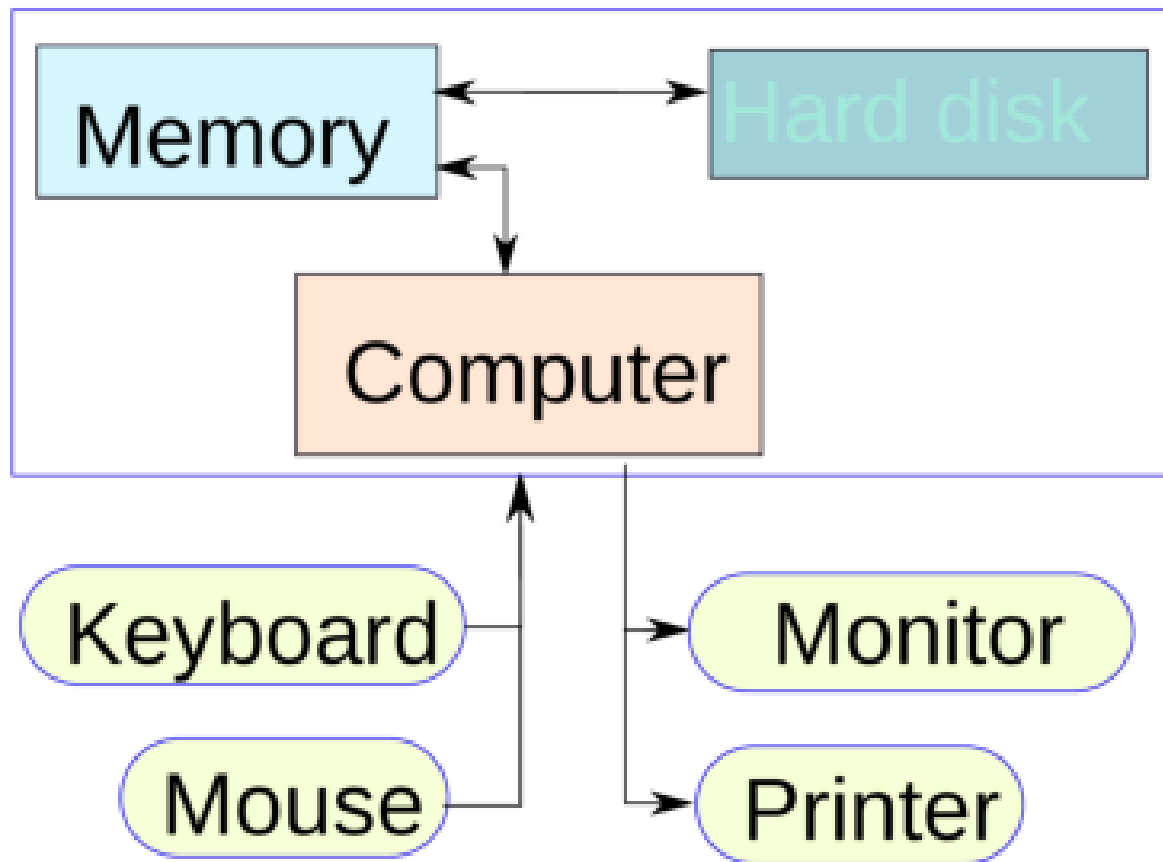 Memory
Hard disk
Computer
Keyboard
Monitor
Mouse
Printer